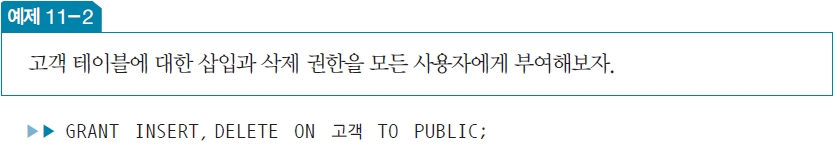 예제 11-2
고객 테이블에 대한 삽입과 삭제 권한을 모든 사용자에게 부여해보자.
▶▶ GRANT INSERT, DELETE ON 고객 TO PUBLIC;